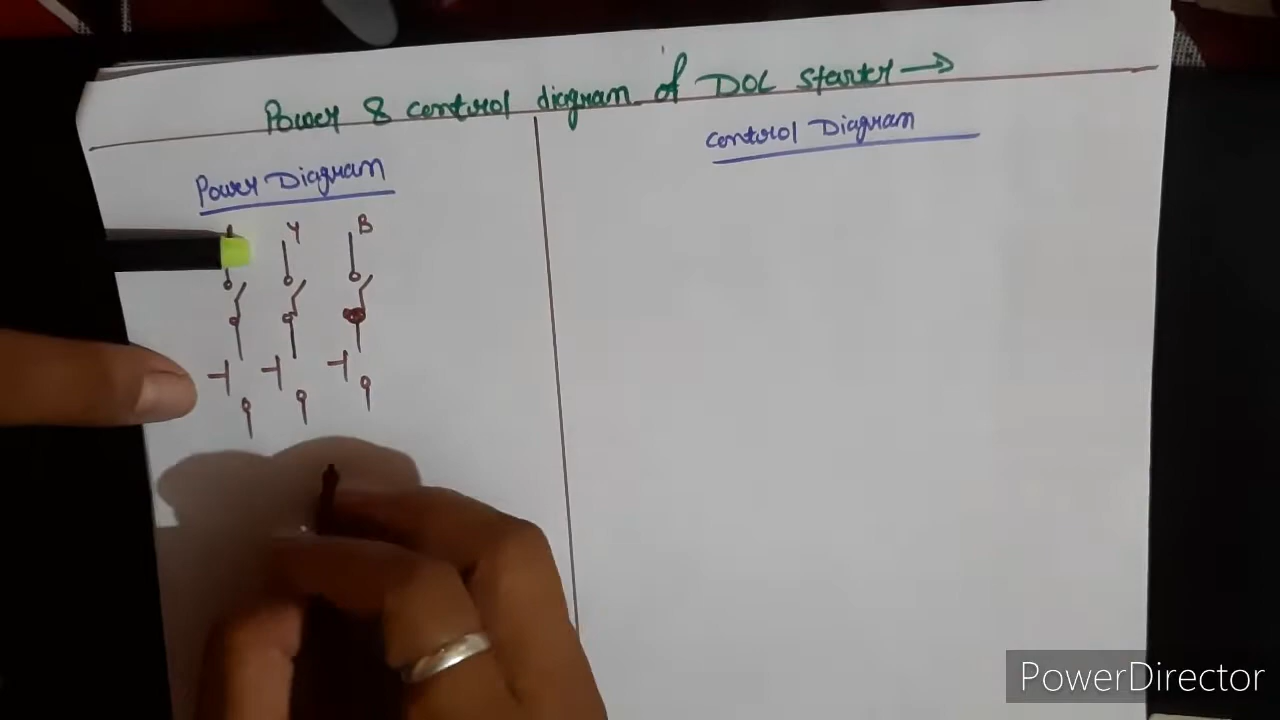 Power & control diagram of DOL starter →
Control Diagram
Power Diagram
Y B
PowerDirector